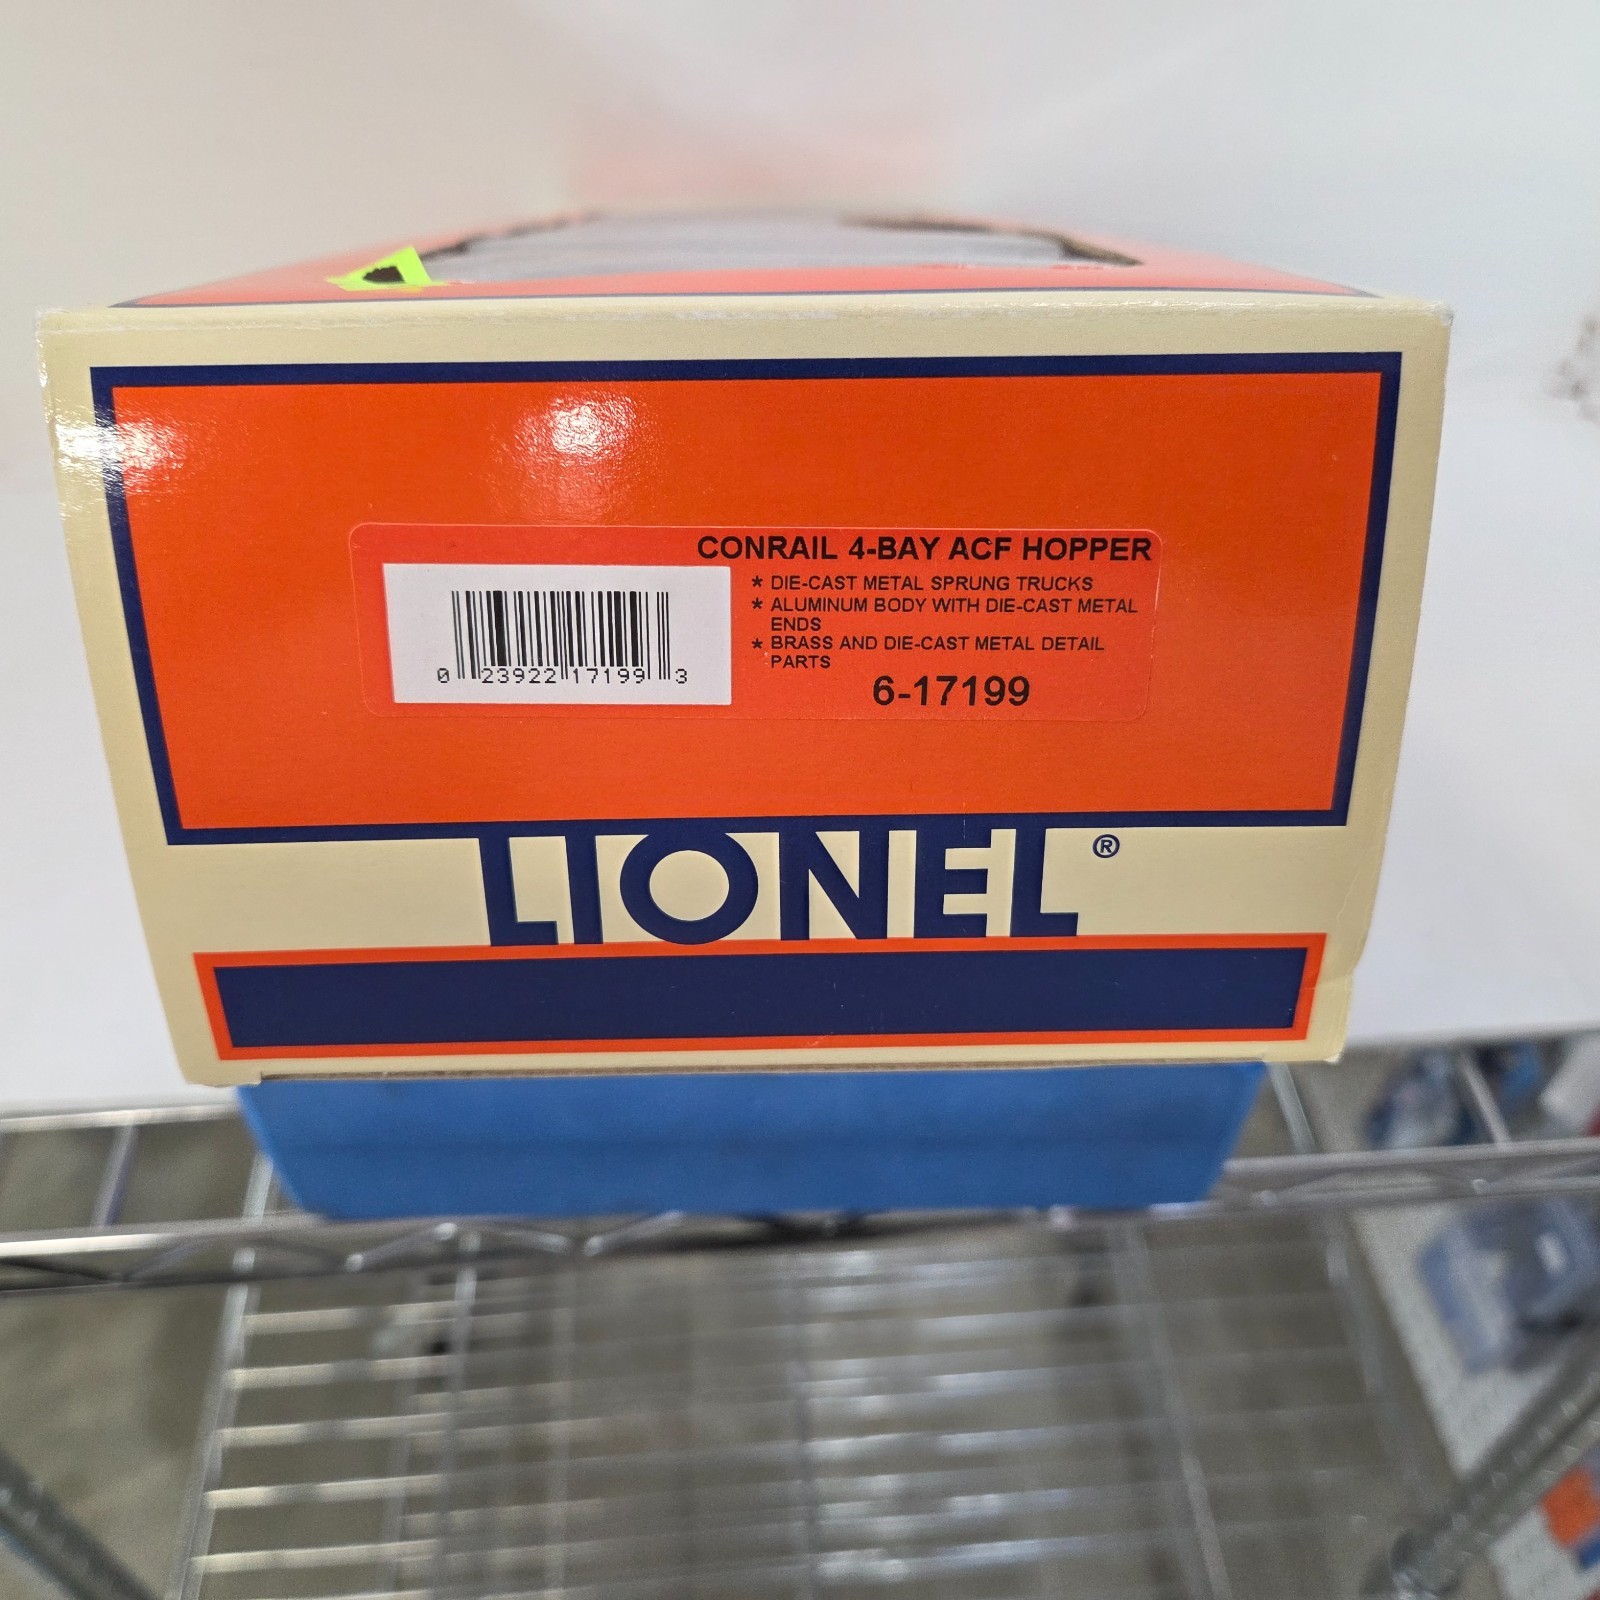 CONRAIL 4-BAY ACF HOPPER
* DIE-CAST METAL SPRUNG TRUCKS
* ALUMINUM BODY WITH DIE-CAST METAL
ENDS
* BRASS AND DIE-CAST METAL DETAIL
PARTS
6-17199
0 23922 17199 3
LIONEL®